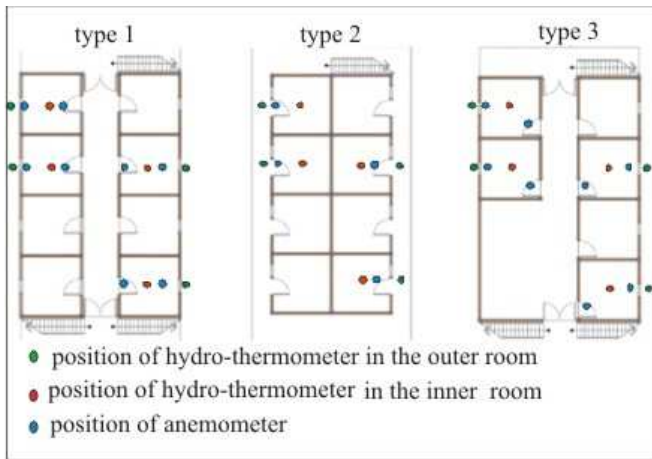 type 1 type 2 type 3
position of hydro-thermometer in the outer room
position of hydro-thermometer in the inner room
position of anemometer